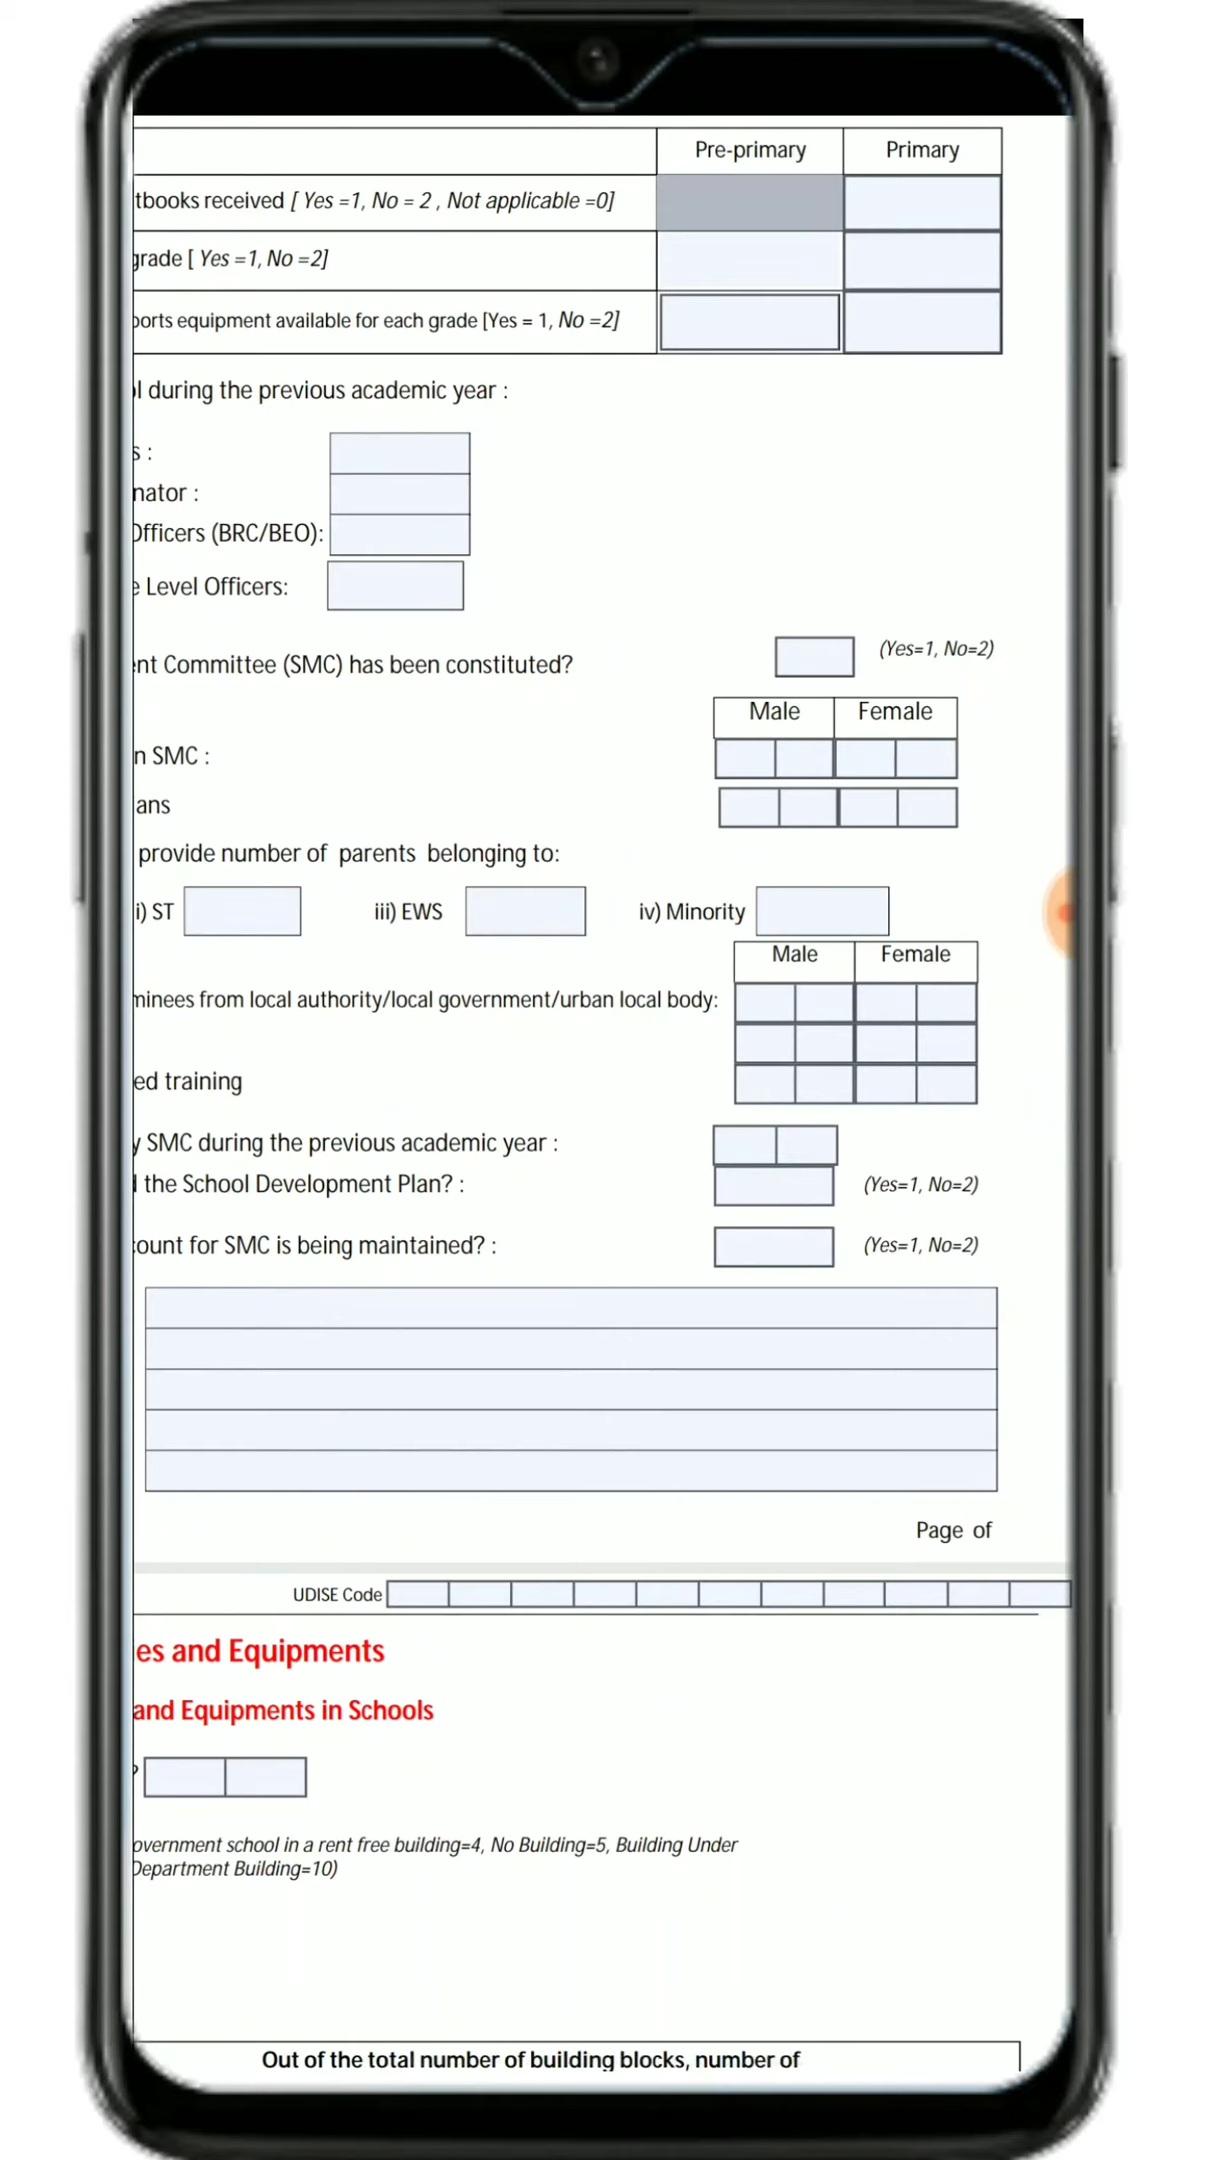 Pre-primary Primary
tbooks received [ Yes =1, No = 2 , Not applicable =0]
grade [ Yes =1, No =2]
ports equipment available for each grade [Yes = 1, No =2]
l during the previous academic year :
s :
nator :
Officers (BRC/BEO):
e Level Officers:
(Yes=1, No=2)
ent Committee (SMC) has been constituted?
Male Female
n SMC :
ans
provide number of parents belonging to:
i) ST iii) EWS iv) Minority
Male Female
minees from local authority/local government/urban local body:
ed training
y SMC during the previous academic year :
the School Development Plan? : (Yes=1, No=2)
count for SMC is being maintained? : (Yes=1, No=2)
Page of
UDISE Code
es and Equipments
and Equipments in Schools
?
overnment school in a rent free building=4, No Building=5, Building Under
Department Building=10)
Out of the total number of building blocks, number of